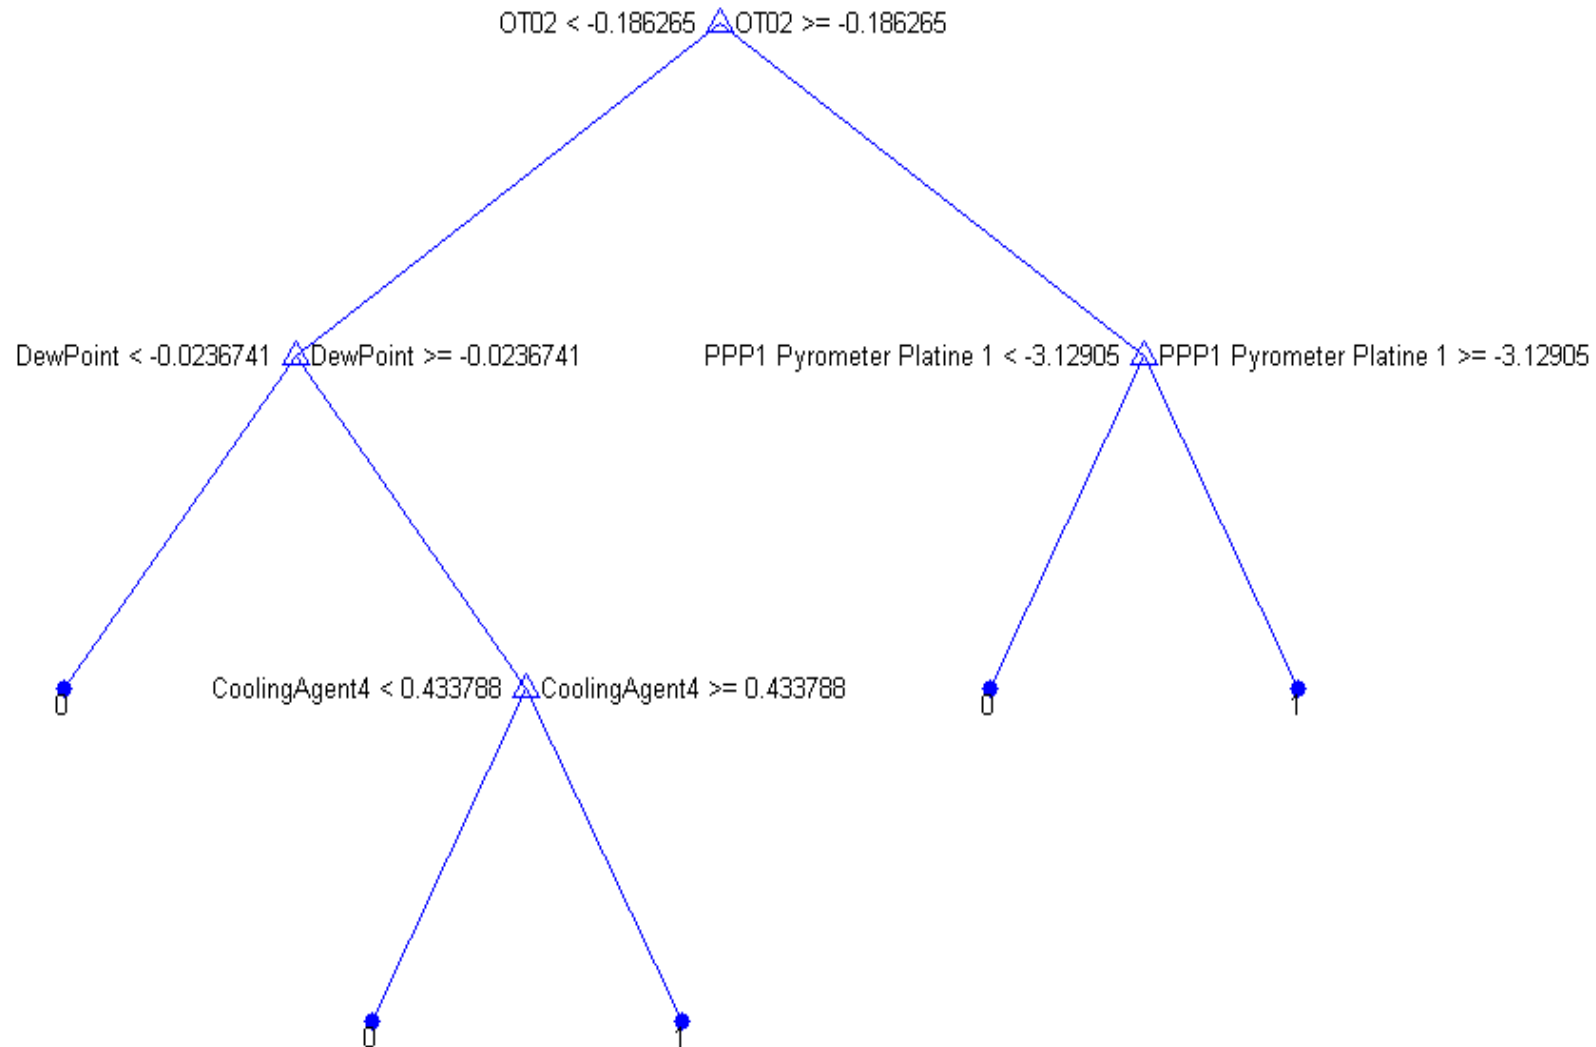 OT02 < -0.186265 OT02 >= -0.186265
DewPoint < -0.0236741 DewPoint >= -0.0236741 PPP1 Pyrometer Platine 1 < -3.12905 PPP1 Pyrometer Platine 1 >= -3.12905
0 CoolingAgent4 < 0.433788 CoolingAgent4 >= 0.433788 0 1
0 1